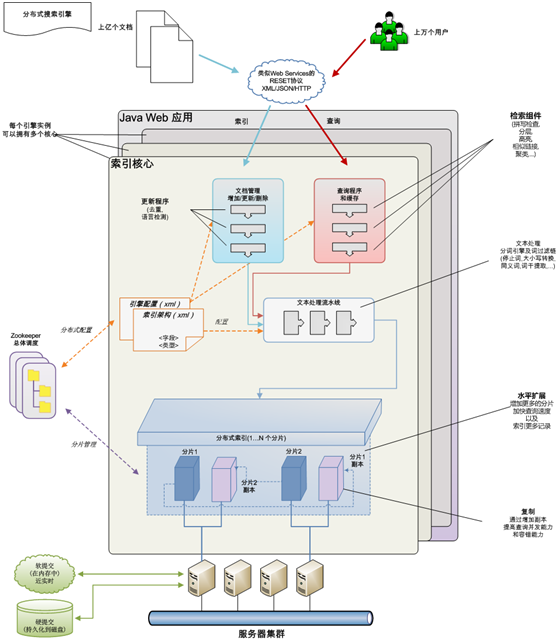 分布式搜索引擎
上亿个文档
上万个用户
类似Web Services的
RESET协议
XML/JSON/HTTP
Java Web 应用
索引
查询
每个引擎实例
可以拥有多个核心
检索组件
(拼写检查,
分层,
高亮,
相似链接,
聚类,...)
索引核心
更新程序
(去重,
语言检测)
文档管理
增加/更新/删除
查询程序
和缓存
文本处理
分词引擎及词过滤链
(停止词,大小写转换,
同义词,词干提取,...)
引擎配置（xml）
索引架构（xml）
<字段>
<类型>
配置
文本处理流水线
分布式配置
Zookeeper
总体调度
分片管理
水平扩展
增加更多的分片
加快查询速度
以及
索引更多记录
分布式索引(1...N 个分片)
分片1
分片2
副本
分片2
分片1
副本
复制
通过增加副本
提高查询并发能力
和容错能力
软提交
(在内存中)
近实时
硬提交
(持久化到磁盘)
服务器集群